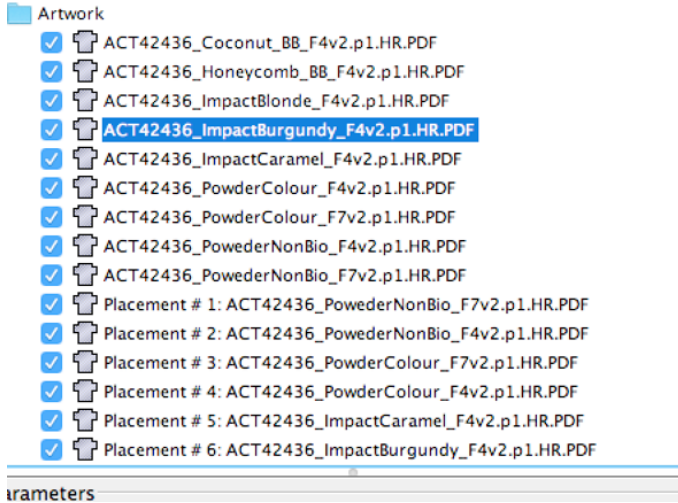 Artwork
ACT42436_Coconut_BB_F4v2.p1.HR.PDF
ACT42436_Honeycomb_BB_F4v2.p1.HR.PDF
ACT42436_ImpactBlonde_F4v2.p1.HR.PDF
ACT42436_ImpactBurgundy_F4v2.p1.HR.PDF
ACT42436_ImpactCaramel_F4v2.p1.HR.PDF
ACT42436_PowderColour_F4v2.p1.HR.PDF
ACT42436_PowderColour_F7v2.p1.HR.PDF
ACT42436_PowederNonBio_F4v2.p1.HR.PDF
ACT42436_PowederNonBio_F7v2.p1.HR.PDF
Placement # 1: ACT42436_PowederNonBio_F7v2.p1.HR.PDF
Placement # 2: ACT42436_PowederNonBio_F4v2.p1.HR.PDF
Placement # 3: ACT42436_PowderColour_F7v2.p1.HR.PDF
Placement # 4: ACT42436_PowderColour_F4v2.p1.HR.PDF
Placement # 5: ACT42436_ImpactCaramel_F4v2.p1.HR.PDF
Placement # 6: ACT42436_ImpactBurgundy_F4v2.p1.HR.PDF
arameters